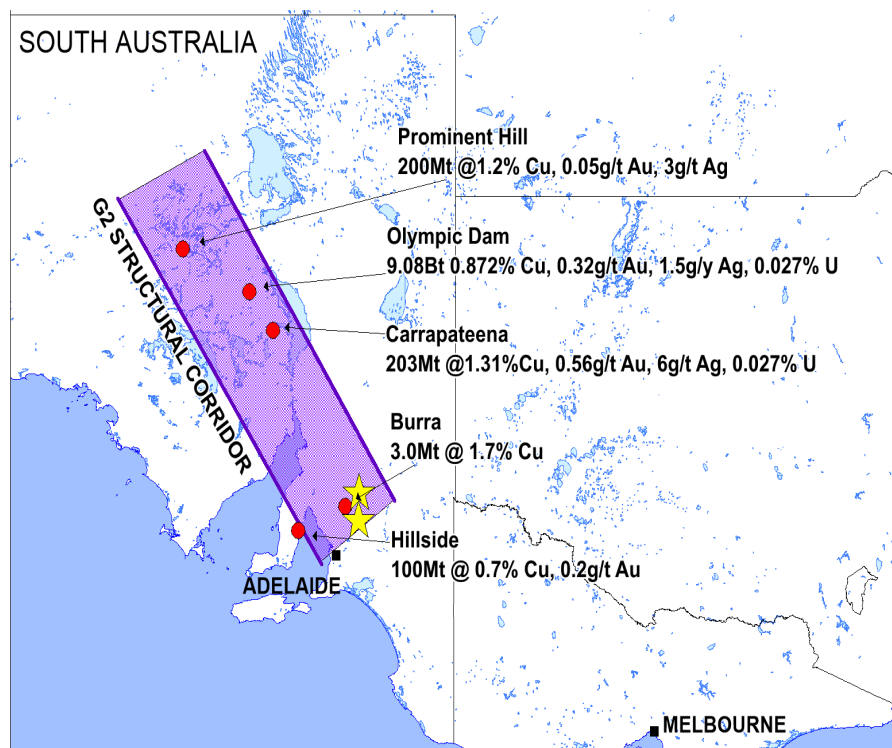 SOUTH AUSTRALIA
Prominent Hill
200Mt @1.2% Cu, 0.05g/t Au, 3g/t Ag
G2 STRUCTURAL CORRIDOR
Olympic Dam
9.08Bt 0.872% Cu, 0.32g/t Au, 1.5g/y Ag, 0.027% U
Carrapateena
203Mt @1.31%Cu, 0.56g/t Au, 6g/t Ag, 0.027% U
Burra
3.0Mt @ 1.7% Cu
Hillside
100Mt @ 0.7% Cu, 0.2g/t Au
ADELAIDE
MELBOURNE